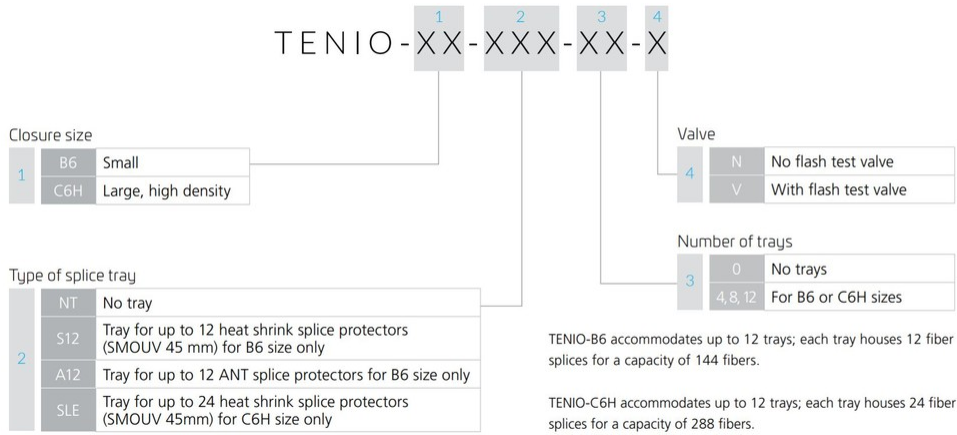 1 2 3 4
TENIO-XX-XXX-XX-X
Closure size
1
B6 Small
C6H Large, high density
Type of splice tray
2
NT No tray
S12 Tray for up to 12 heat shrink splice protectors
(SMOUV 45 mm) for B6 size only
A12 Tray for up to 12 ANT splice protectors for B6 size only
SLE Tray for up to 24 heat shrink splice protectors
(SMOUV 45mm) for C6H size only
Valve
4
N No flash test valve
V With flash test valve
Number of trays
3
0 No trays
4,8,12 For B6 or C6H sizes
TENIO-B6 accommodates up to 12 trays; each tray houses 12 fiber
splices for a capacity of 144 fibers.
TENIO-C6H accommodates up to 12 trays; each tray houses 24 fiber
splices for a capacity of 288 fibers.